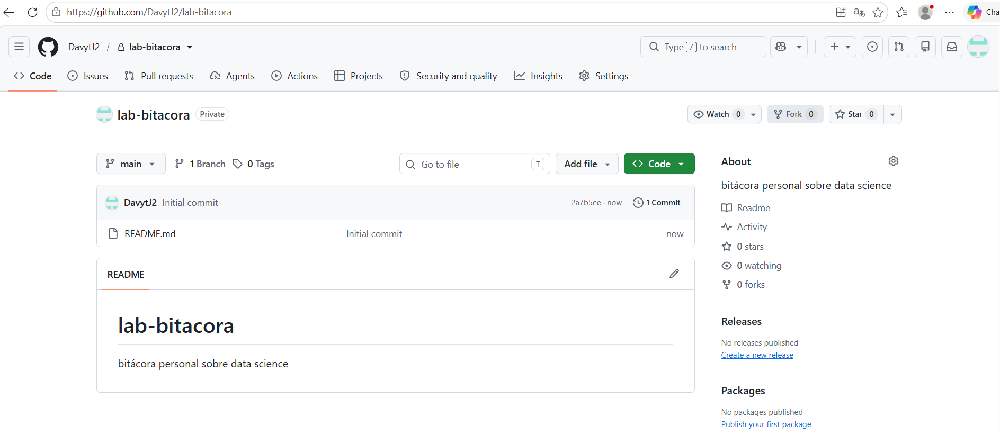 https://github.com/DavytJ2/lab-bitacora
Cha
DavytJ2 / lab-bitacora
Type / to search
Code Issues Pull requests Agents Actions Projects Security and quality Insights Settings
lab-bitacora Private
Watch 0 Fork 0 Star 0
main 1 Branch 0 Tags Go to file T Add file Code
DavytJ2 Initial commit 2a7b5ee · now 1 Commit
README.md Initial commit now
README
lab-bitacora
bitácora personal sobre data science
About
bitácora personal sobre data science
Readme
Activity
0 stars
0 watching
0 forks
Releases
No releases published
Create a new release
Packages
No packages published
Publish your first package